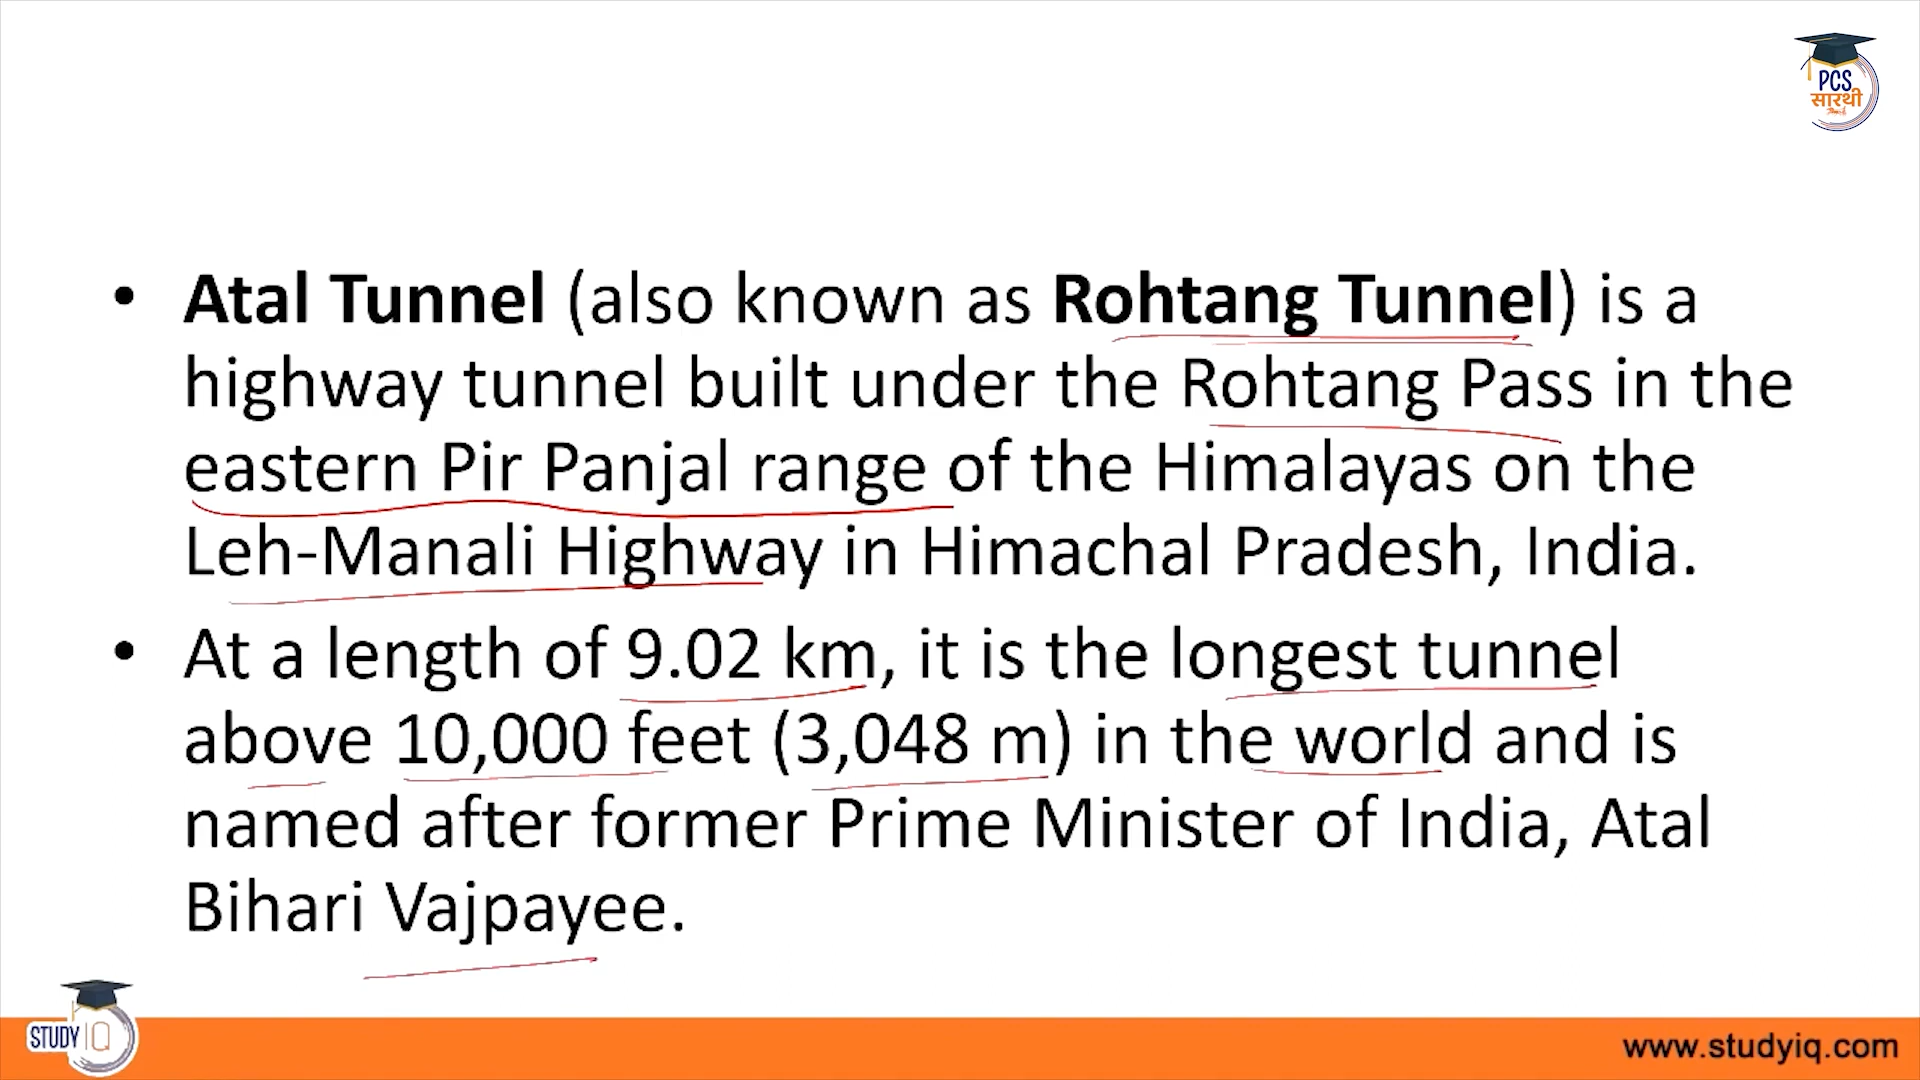 PCS
सारथी
• Atal Tunnel (also known as Rohtang Tunnel) is a
highway tunnel built under the Rohtang Pass in the
eastern Pir Panjal range of the Himalayas on the
Leh-Manali Highway in Himachal Pradesh, India.
• At a length of 9.02 km, it is the longest tunnel
above 10,000 feet (3,048 m) in the world and is
named after former Prime Minister of India, Atal
Bihari Vajpayee.
STUDY IQ
www.studyiq.com